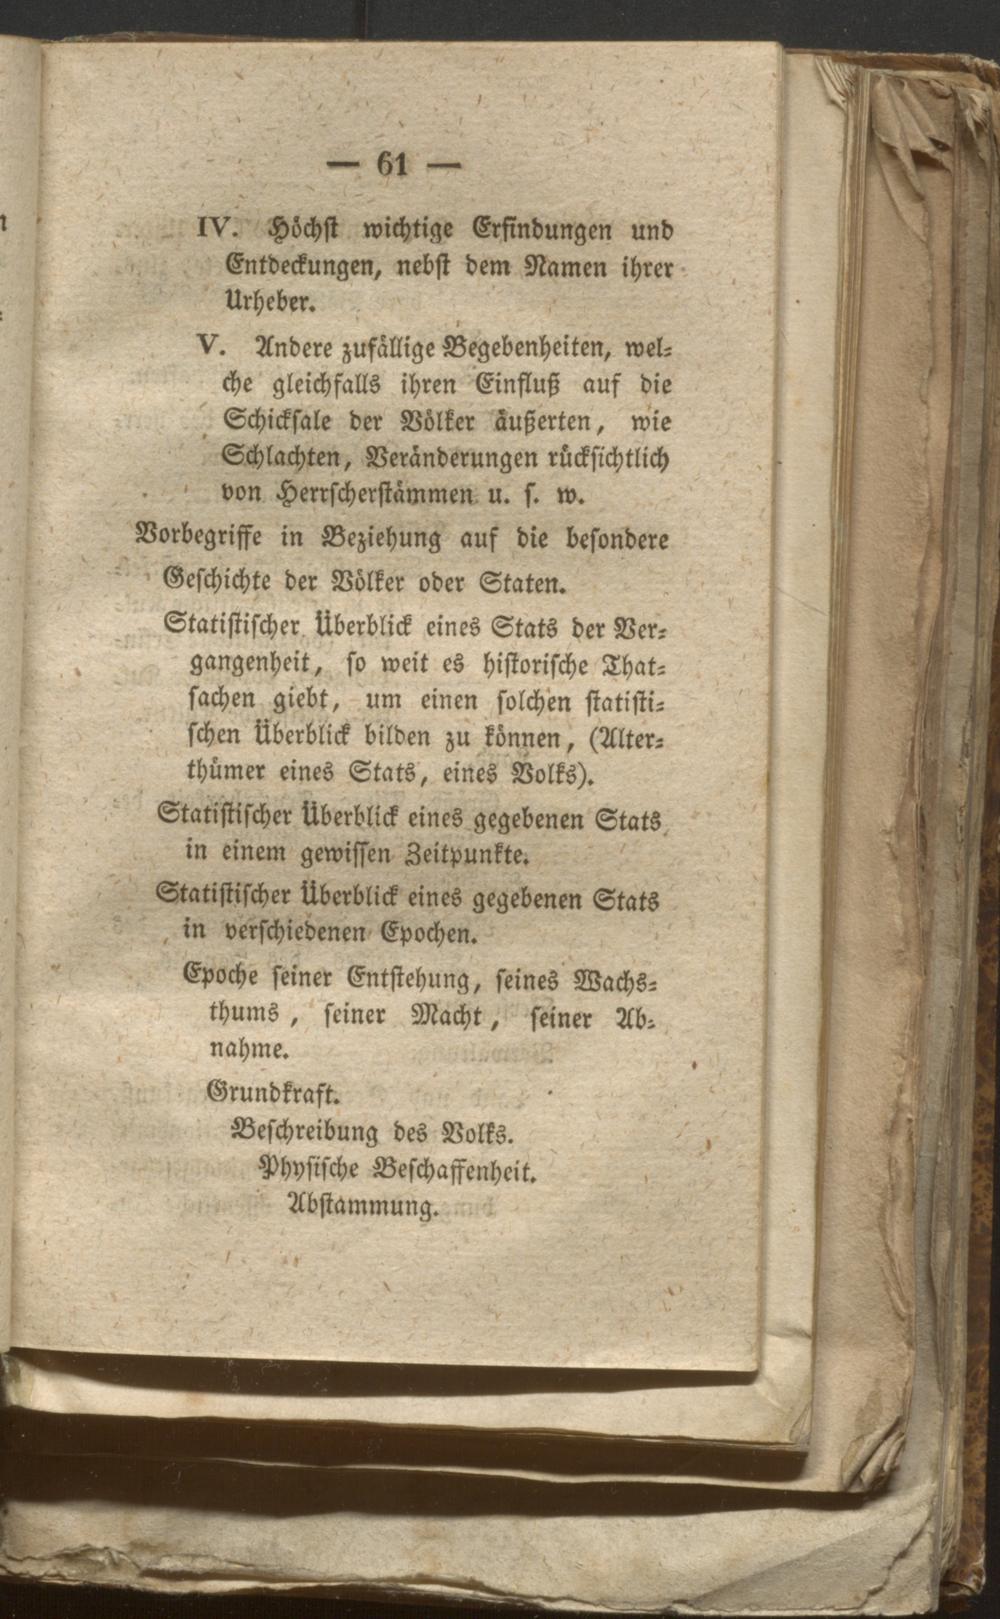 — 61 —
IV. Höchst wichtige Erfindungen und
Entdeckungen, nebst dem Namen ihrer
Urheber.
V. Andere zufällige Begebenheiten, wel-
che gleichfalls ihren Einfluß auf die
Schicksale der Völker äußerten, wie
Schlachten, Veränderungen rücksichtlich
von Herrscherstämmen u. s. w.
Vorbegriffe in Beziehung auf die besondere
Geschichte der Völker oder Staten.
Statistischer Überblick eines Stats der Ver-
gangenheit, so weit es historische That-
sachen giebt, um einen solchen statisti-
schen Überblick bilden zu können, (Alter-
thümer eines Stats, eines Volks).
Statistischer Überblick eines gegebenen Stats
in einem gewissen Zeitpunkte.
Statistischer Überblick eines gegebenen Stats
in verschiedenen Epochen.
Epoche seiner Entstehung, seines Wachs-
thums, seiner Macht, seiner Ab-
nahme.
Grundkraft.
Beschreibung des Volks.
Physische Beschaffenheit.
Abstammung.